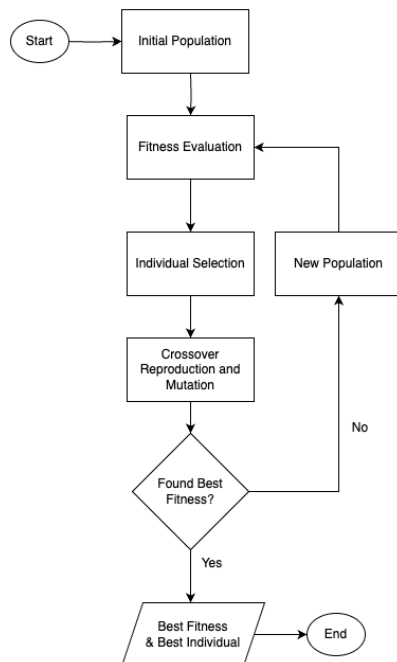 Start
Initial Population
Fitness Evaluation
Individual Selection
New Population
Crossover
Reproduction and
Mutation
No
Found Best
Fitness?
Yes
Best Fitness
& Best Individual
End